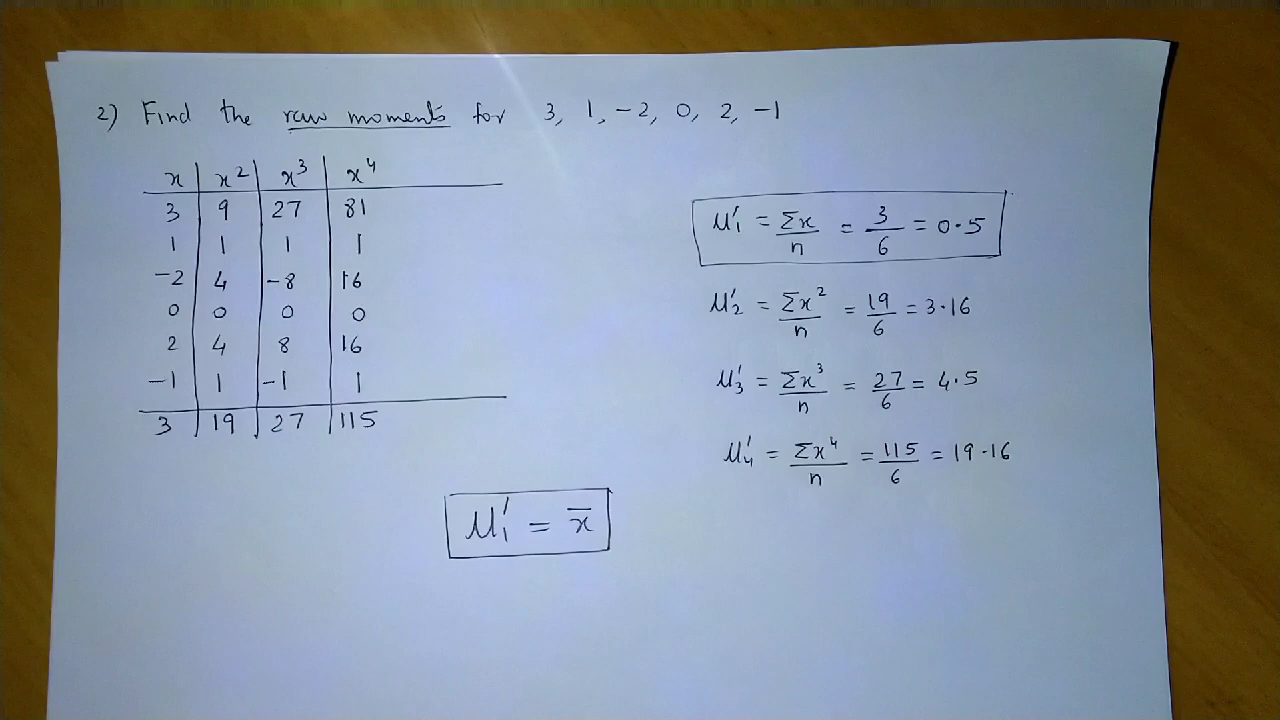 2) Find the raw moments for 3, 1, -2, 0, 2, -1
x | x² | x³ | x⁴
3 | 9 | 27 | 81
1 | 1 | 1 | 1
-2 | 4 | -8 | 16
0 | 0 | 0 | 0
2 | 4 | 8 | 16
-1 | 1 | -1 | 1
3 | 19 | 27 | 115
μ′₁ = Σx/n = 3/6 = 0.5
μ′₂ = Σx²/n = 19/6 = 3.16
μ′₃ = Σx³/n = 27/6 = 4.5
μ′₄ = Σx⁴/n = 115/6 = 19.16
μ′₁ = x̄